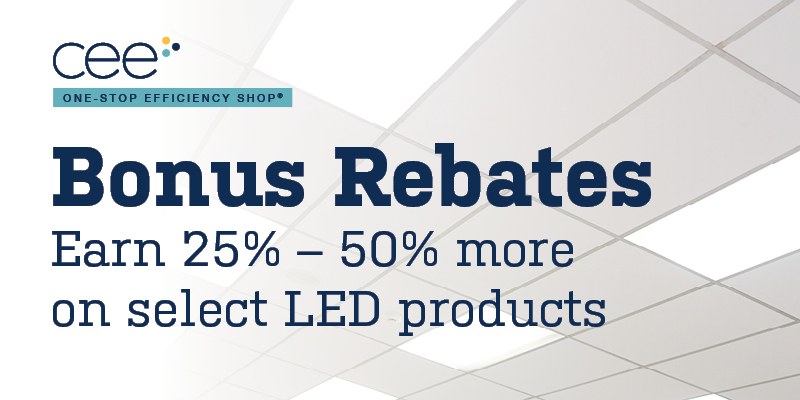 cee
ONE-STOP EFFICIENCY SHOP®
Bonus Rebates
Earn 25% – 50% more
on select LED products